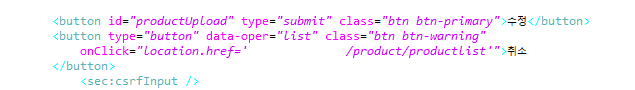 <button id="productUpload" type="submit" class="btn btn-primary">수정</button>
<button type="button" data-oper="list" class="btn btn-warning"
onClick="location.href=' /product/productlist'">취소
</button>
<sec:csrfInput />